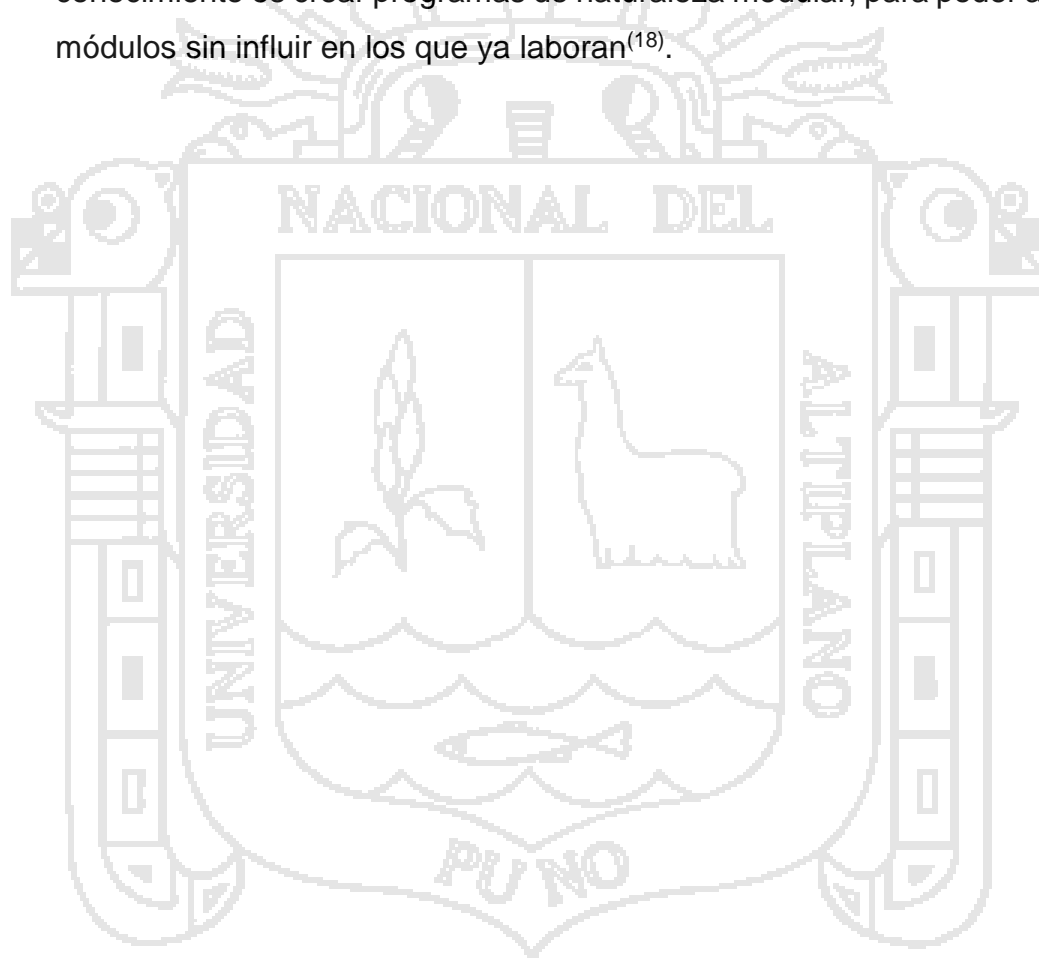 conocimiento es crear programas de naturaleza modular, para poder
módulos sin influir en los que ya laboran(18).
NACIONAL DEL
UNIVERSIDAD
ALTIPLANO
PUNO